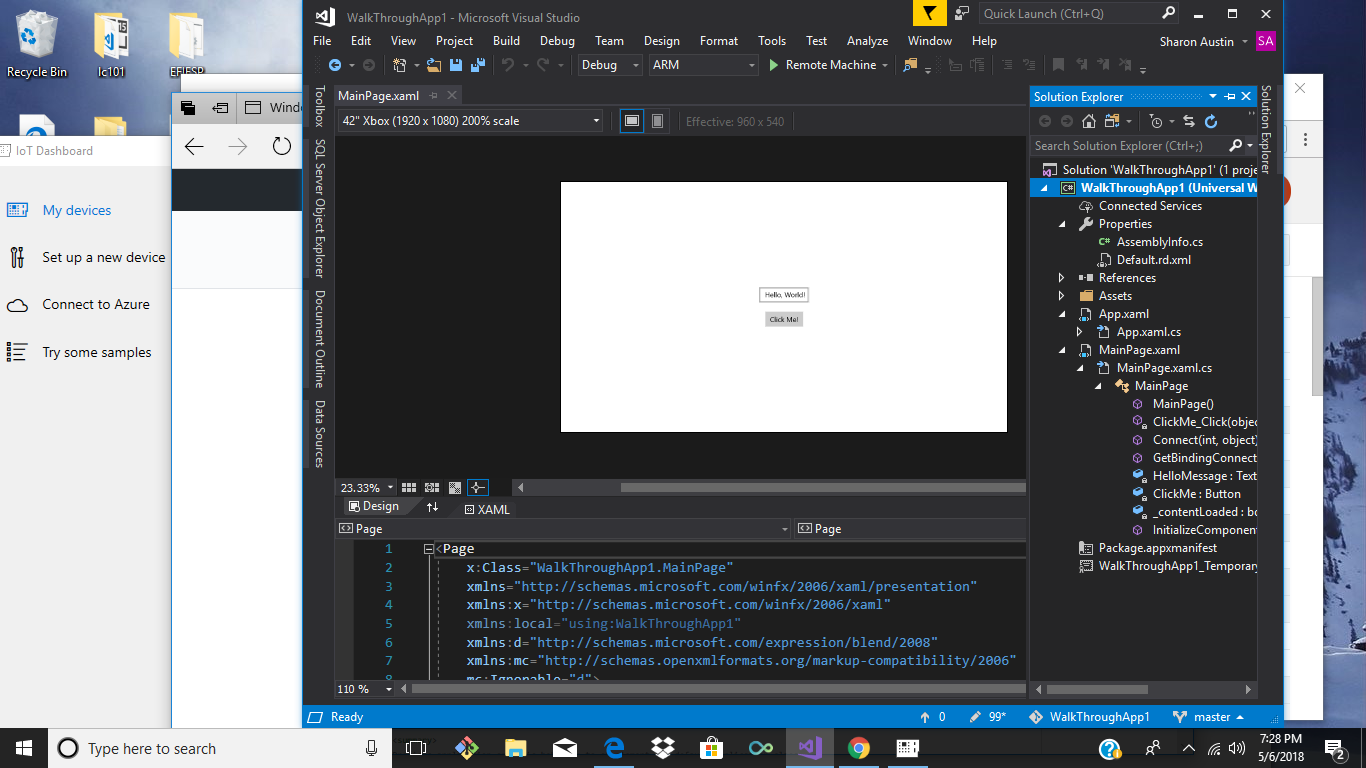 Recycle Bin
lc101
EFIESP
IoT Dashboard
My devices
Set up a new device
Connect to Azure
Try some samples
WalkThroughApp1 - Microsoft Visual Studio
Quick Launch (Ctrl+Q)
File Edit View Project Build Debug Team Design Format Tools Test Analyze Window Help
Sharon Austin SA
Debug ARM Remote Machine
Toolbox
SQL Server Object Explorer
Document Outline
Data Sources
MainPage.xaml
42" Xbox (1920 x 1080) 200% scale
Effective: 960 x 540
Hello, World!
Click Me!
23.33%
Design
XAML
Page
Page
1 <Page
2 x:Class="WalkThroughApp1.MainPage"
3 xmlns="http://schemas.microsoft.com/winfx/2006/xaml/presentation"
4 xmlns:x="http://schemas.microsoft.com/winfx/2006/xaml"
5 xmlns:local="using:WalkThroughApp1"
6 xmlns:d="http://schemas.microsoft.com/expression/blend/2008"
7 xmlns:mc="http://schemas.openxmlformats.org/markup-compatibility/2006"
8 mc:Ignorable="d">
110 %
Solution Explorer
Solution Explorer
Search Solution Explorer (Ctrl+;)
Solution 'WalkThroughApp1' (1 proje
C# WalkThroughApp1 (Universal W
Connected Services
Properties
C# AssemblyInfo.cs
Default.rd.xml
References
Assets
App.xaml
App.xaml.cs
MainPage.xaml
MainPage.xaml.cs
MainPage
MainPage()
ClickMe_Click(objec
Connect(int, object)
GetBindingConnect
HelloMessage : Text
ClickMe : Button
_contentLoaded : bo
InitializeComponen
Package.appxmanifest
WalkThroughApp1_Temporary
Windo
Ready
0 99* WalkThroughApp1 master
Type here to search
7:28 PM
5/6/2018
2